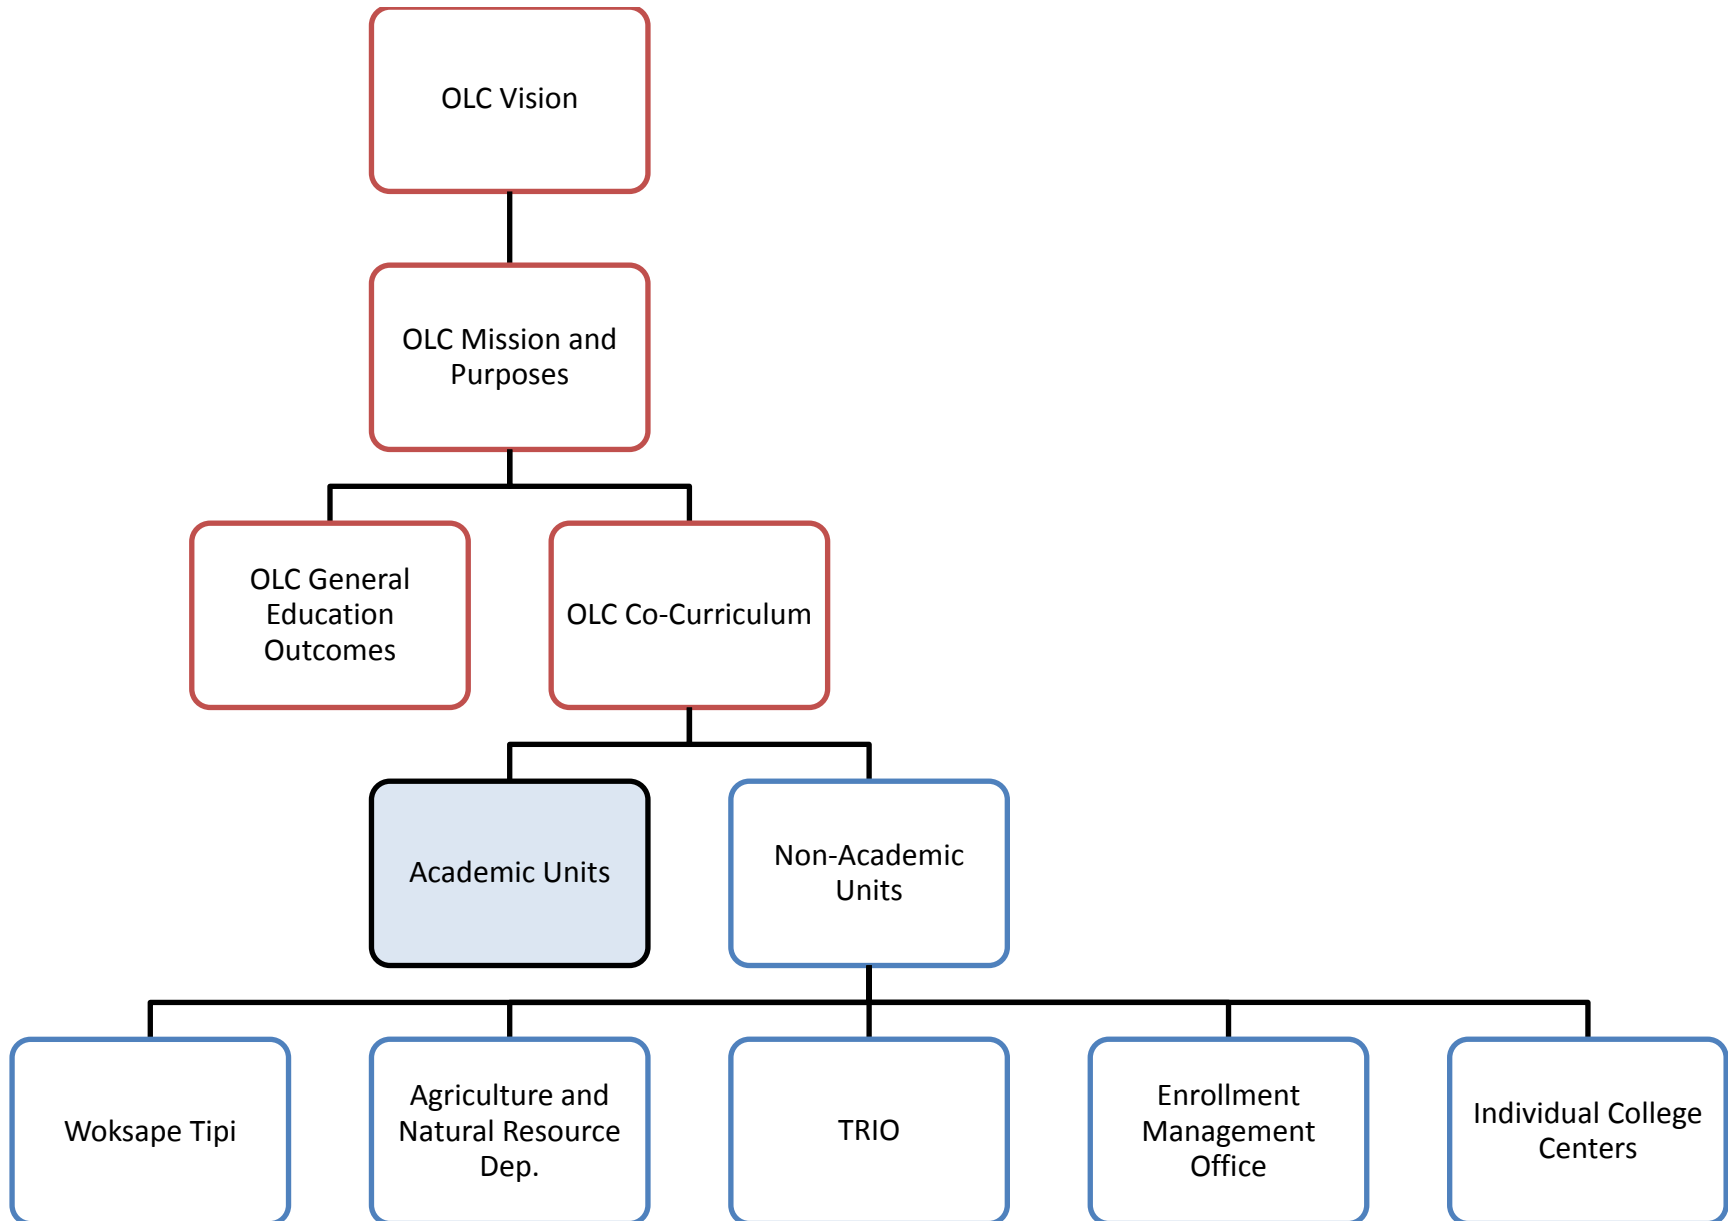 OLC Vision
OLC Mission and
Purposes
OLC General
Education
Outcomes
OLC Co-Curriculum
Academic Units
Non-Academic
Units
Woksape Tipi
Agriculture and
Natural Resource
Dep.
TRIO
Enrollment
Management
Office
Individual College
Centers